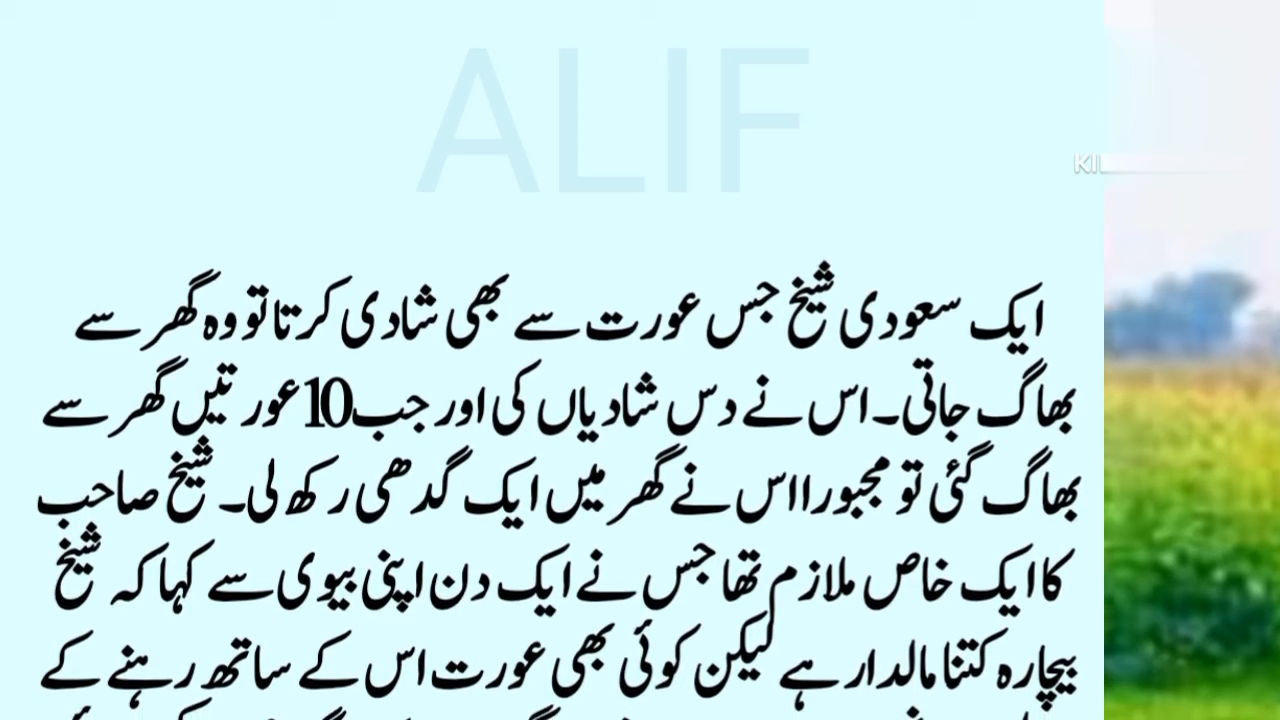 ALIF
KI
ایک سعودی شیخ جس عورت سے بھی شادی کرتا تو وہ گھر سے
بھاگ جاتی۔ اس نے دس شادیاں کی اور جب 10 عورتیں گھر سے
بھاگ گئی تو مجبورا اس نے گھر میں ایک گدھی رکھ لی۔ شیخ صاحب
کا ایک خاص ملازم تھا جس نے ایک دن اپنی بیوی سے کہا کہ شیخ
بیچارہ کتنا مالدار ہے لیکن کوئی بھی عورت اس کے ساتھ رہنے کے